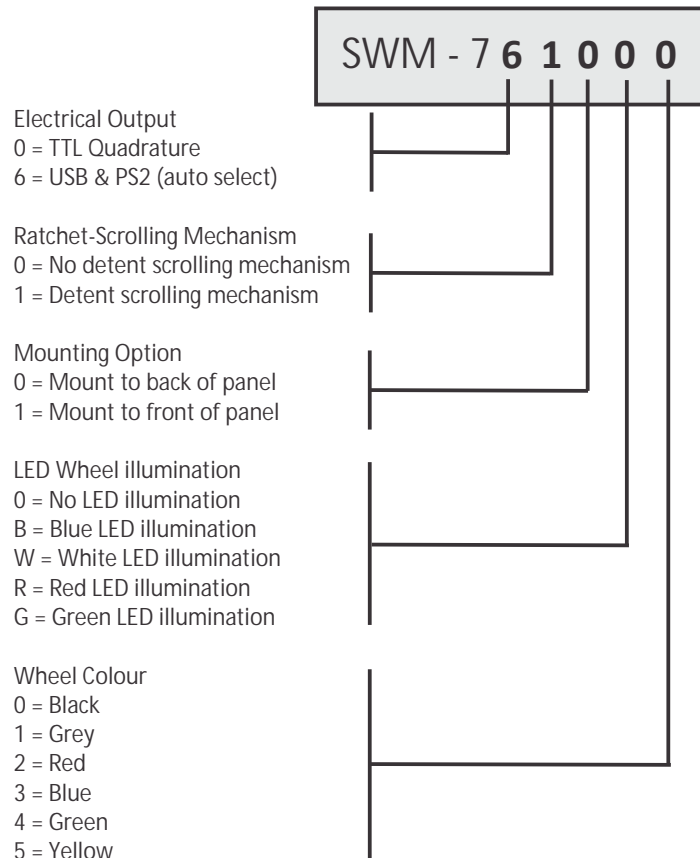 SWM - 7 6 1 0 0 0
Electrical Output
0 = TTL Quadrature
6 = USB & PS2 (auto select)
Ratchet-Scrolling Mechanism
0 = No detent scrolling mechanism
1 = Detent scrolling mechanism
Mounting Option
0 = Mount to back of panel
1 = Mount to front of panel
LED Wheel illumination
0 = No LED illumination
B = Blue LED illumination
W = White LED illumination
R = Red LED illumination
G = Green LED illumination
Wheel Colour
0 = Black
1 = Grey
2 = Red
3 = Blue
4 = Green
5 = Yellow